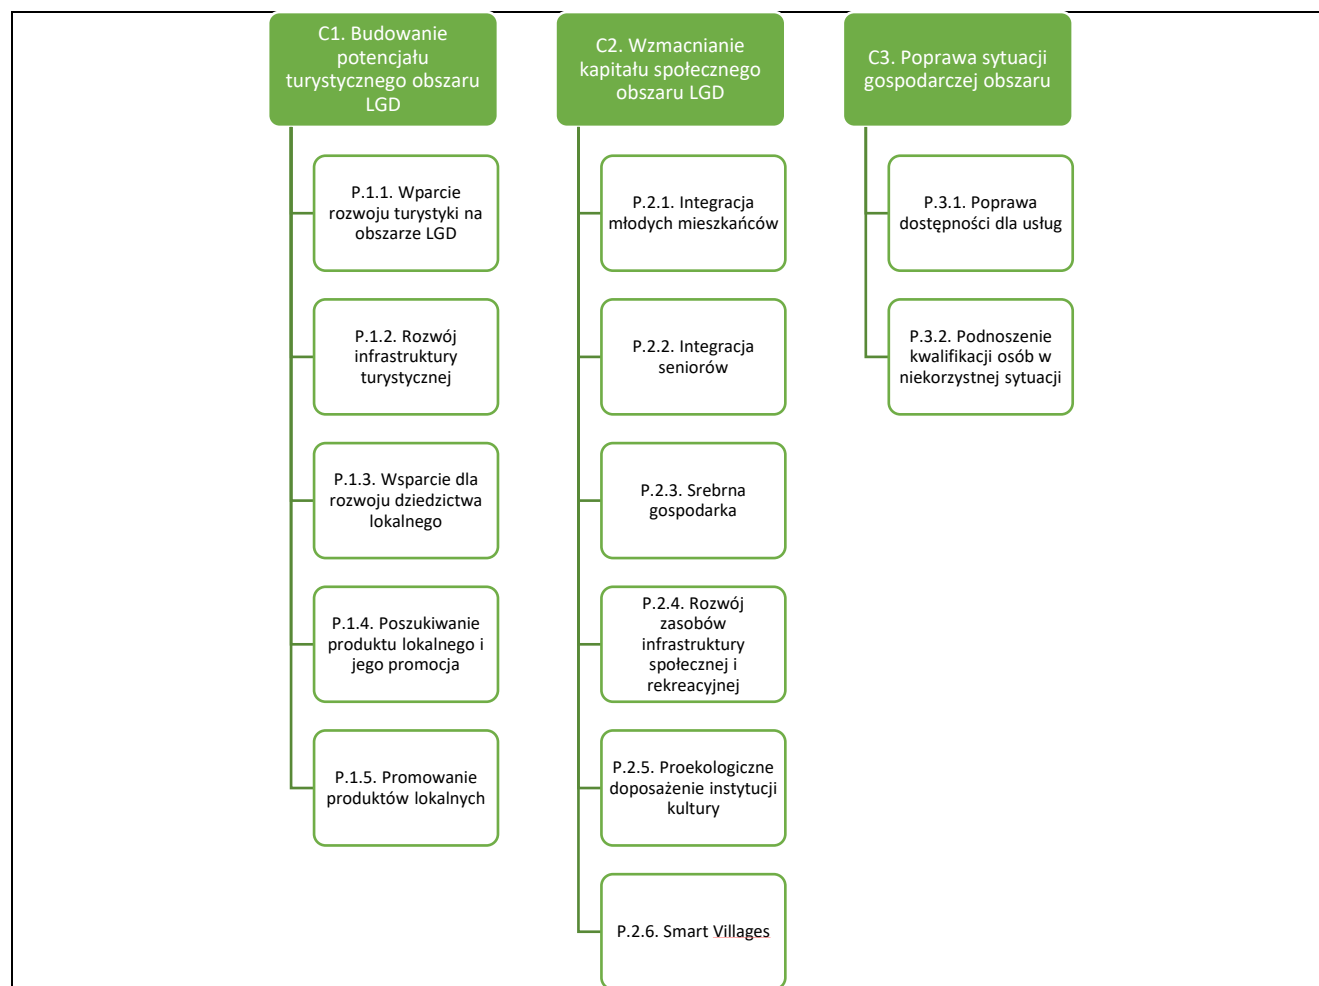 C1. Budowanie
potencjału
turystycznego obszaru
LGD
P.1.1. Wparcie
rozwoju turystyki na
obszarze LGD
P.1.2. Rozwój
infrastruktury
turystycznej
P.1.3. Wsparcie dla
rozwoju dziedzictwa
lokalnego
P.1.4. Poszukiwanie
produktu lokalnego i
jego promocja
P.1.5. Promowanie
produktów lokalnych
C2. Wzmacnianie
kapitału społecznego
obszaru LGD
P.2.1. Integracja
młodych mieszkańców
P.2.2. Integracja
seniorów
P.2.3. Srebrna
gospodarka
P.2.4. Rozwój
zasobów
infrastruktury
społecznej i
rekreacyjnej
P.2.5. Proekologiczne
doposażenie instytucji
kultury
P.2.6. Smart Villages
C3. Poprawa sytuacji
gospodarczej obszaru
P.3.1. Poprawa
dostępności dla usług
P.3.2. Podnoszenie
kwalifikacji osób w
niekorzystnej sytuacji